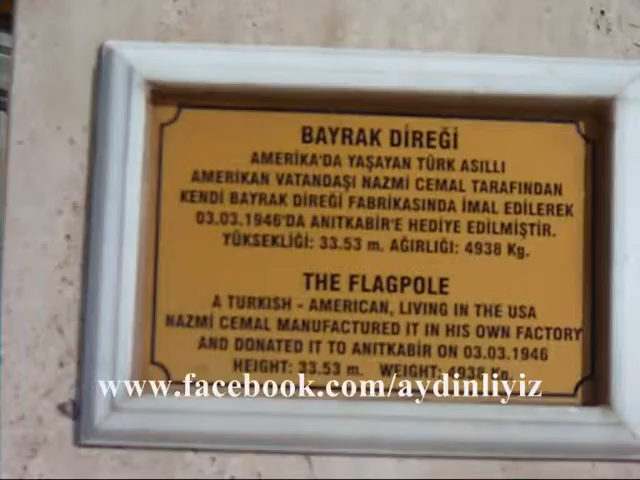 BAYRAK DİREĞİ
AMERİKA'DA YAŞAYAN TÜRK ASILLI
AMERİKAN VATANDAŞI NAZMİ CEMAL TARAFINDAN
KENDİ BAYRAK DİREĞİ FABRİKASINDA İMAL EDİLEREK
03.03.1946'DA ANITKABİR'E HEDİYE EDİLMİŞTİR.
YÜKSEKLİĞİ: 33.53 m. AĞIRLIĞI: 4938 Kg.
THE FLAGPOLE
A TURKISH - AMERICAN, LIVING IN THE USA
NAZMİ CEMAL MANUFACTURED IT IN HIS OWN FACTORY
AND DONATED IT TO ANITKABİR ON 03.03.1946
HEIGHT: 33.53 m. WEIGHT: 4938 Kg.
www.facebook.com/aydinliyiz